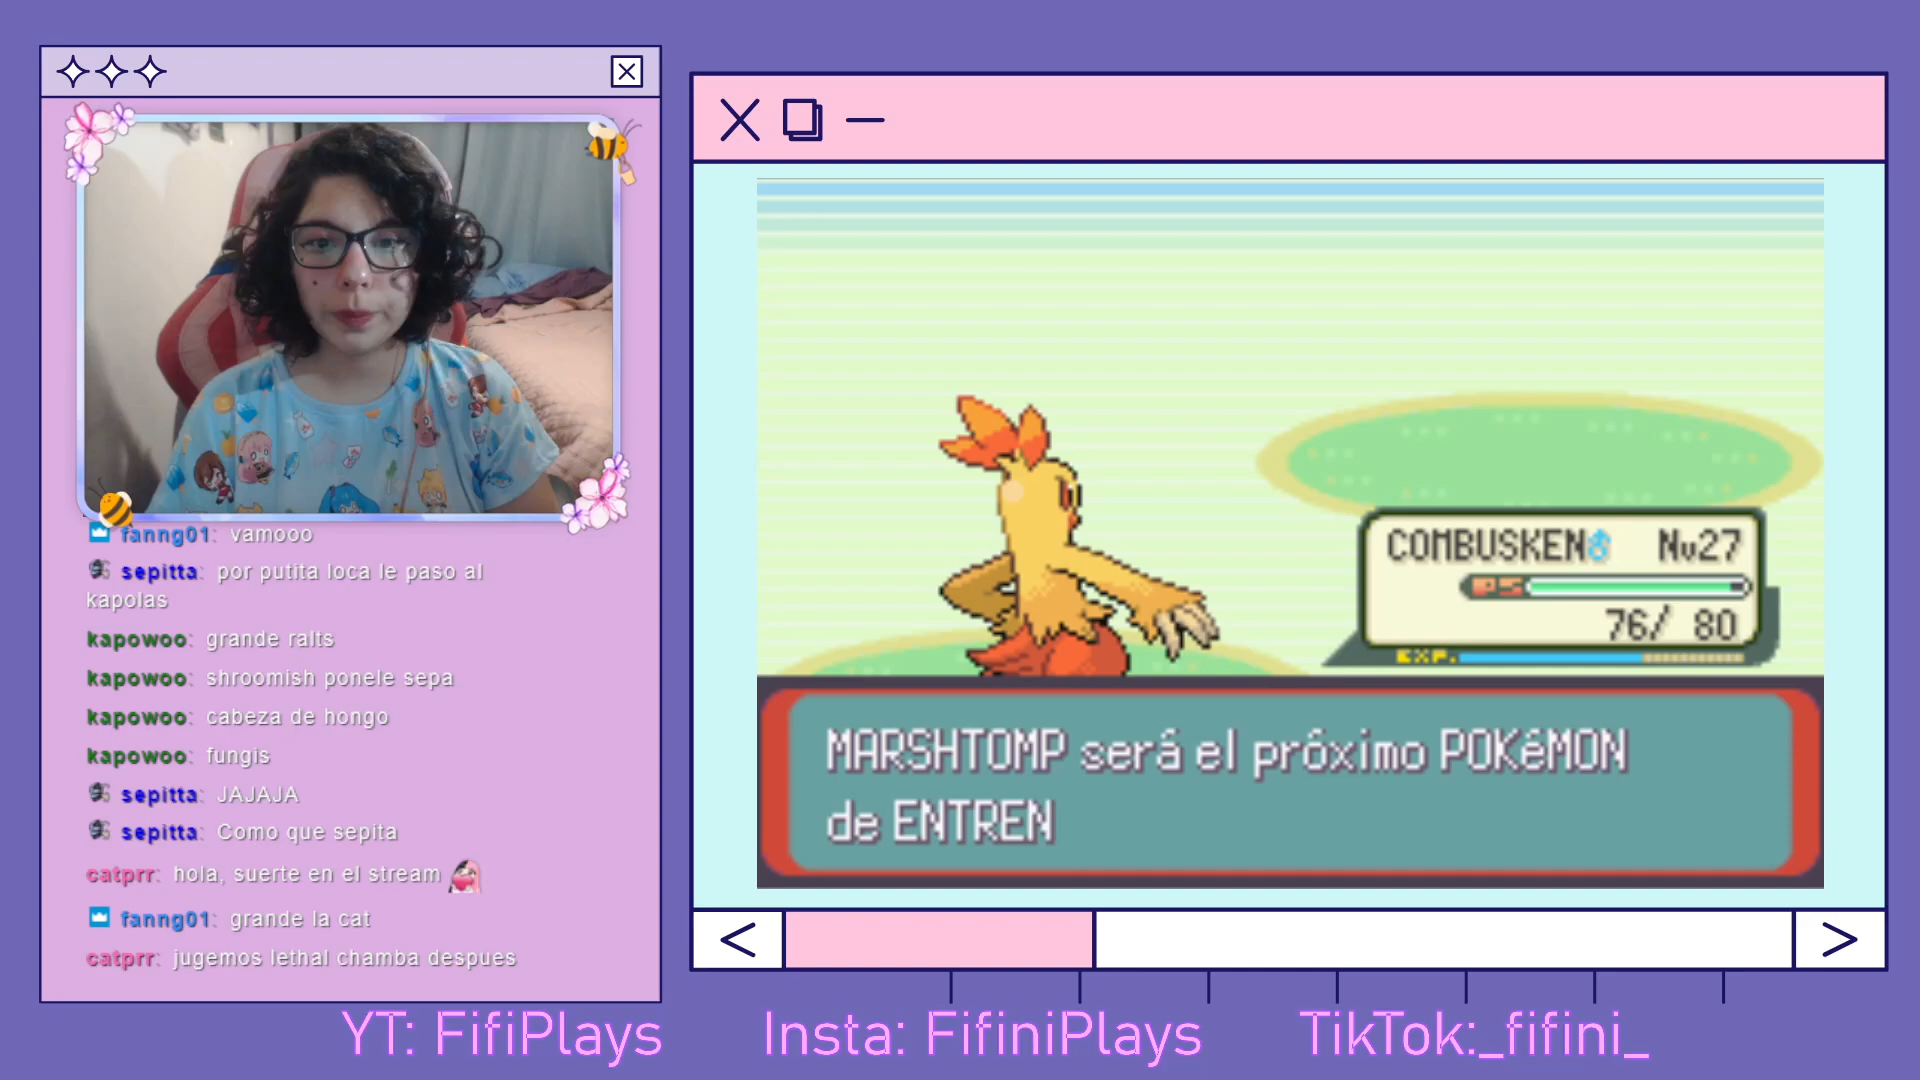 fanng01: vamooo
sepitta: por putita loca le paso al
kapolas
kapowoo: grande ralts
kapowoo: shroomish ponele sepa
kapowoo: cabeza de hongo
kapowoo: fungis
sepitta: JAJAJA
sepitta: Como que sepita
catprr: hola, suerte en el stream
fanng01: grande la cat
catprr: jugemos lethal chamba despues
COMBUSKEN♂ Nv27
PS
76/ 80
EXP.
MARSHTOMP será el próximo POKéMON
de ENTREN
YT: FifiPlays Insta: FifiniPlays TikTok:_fifini_